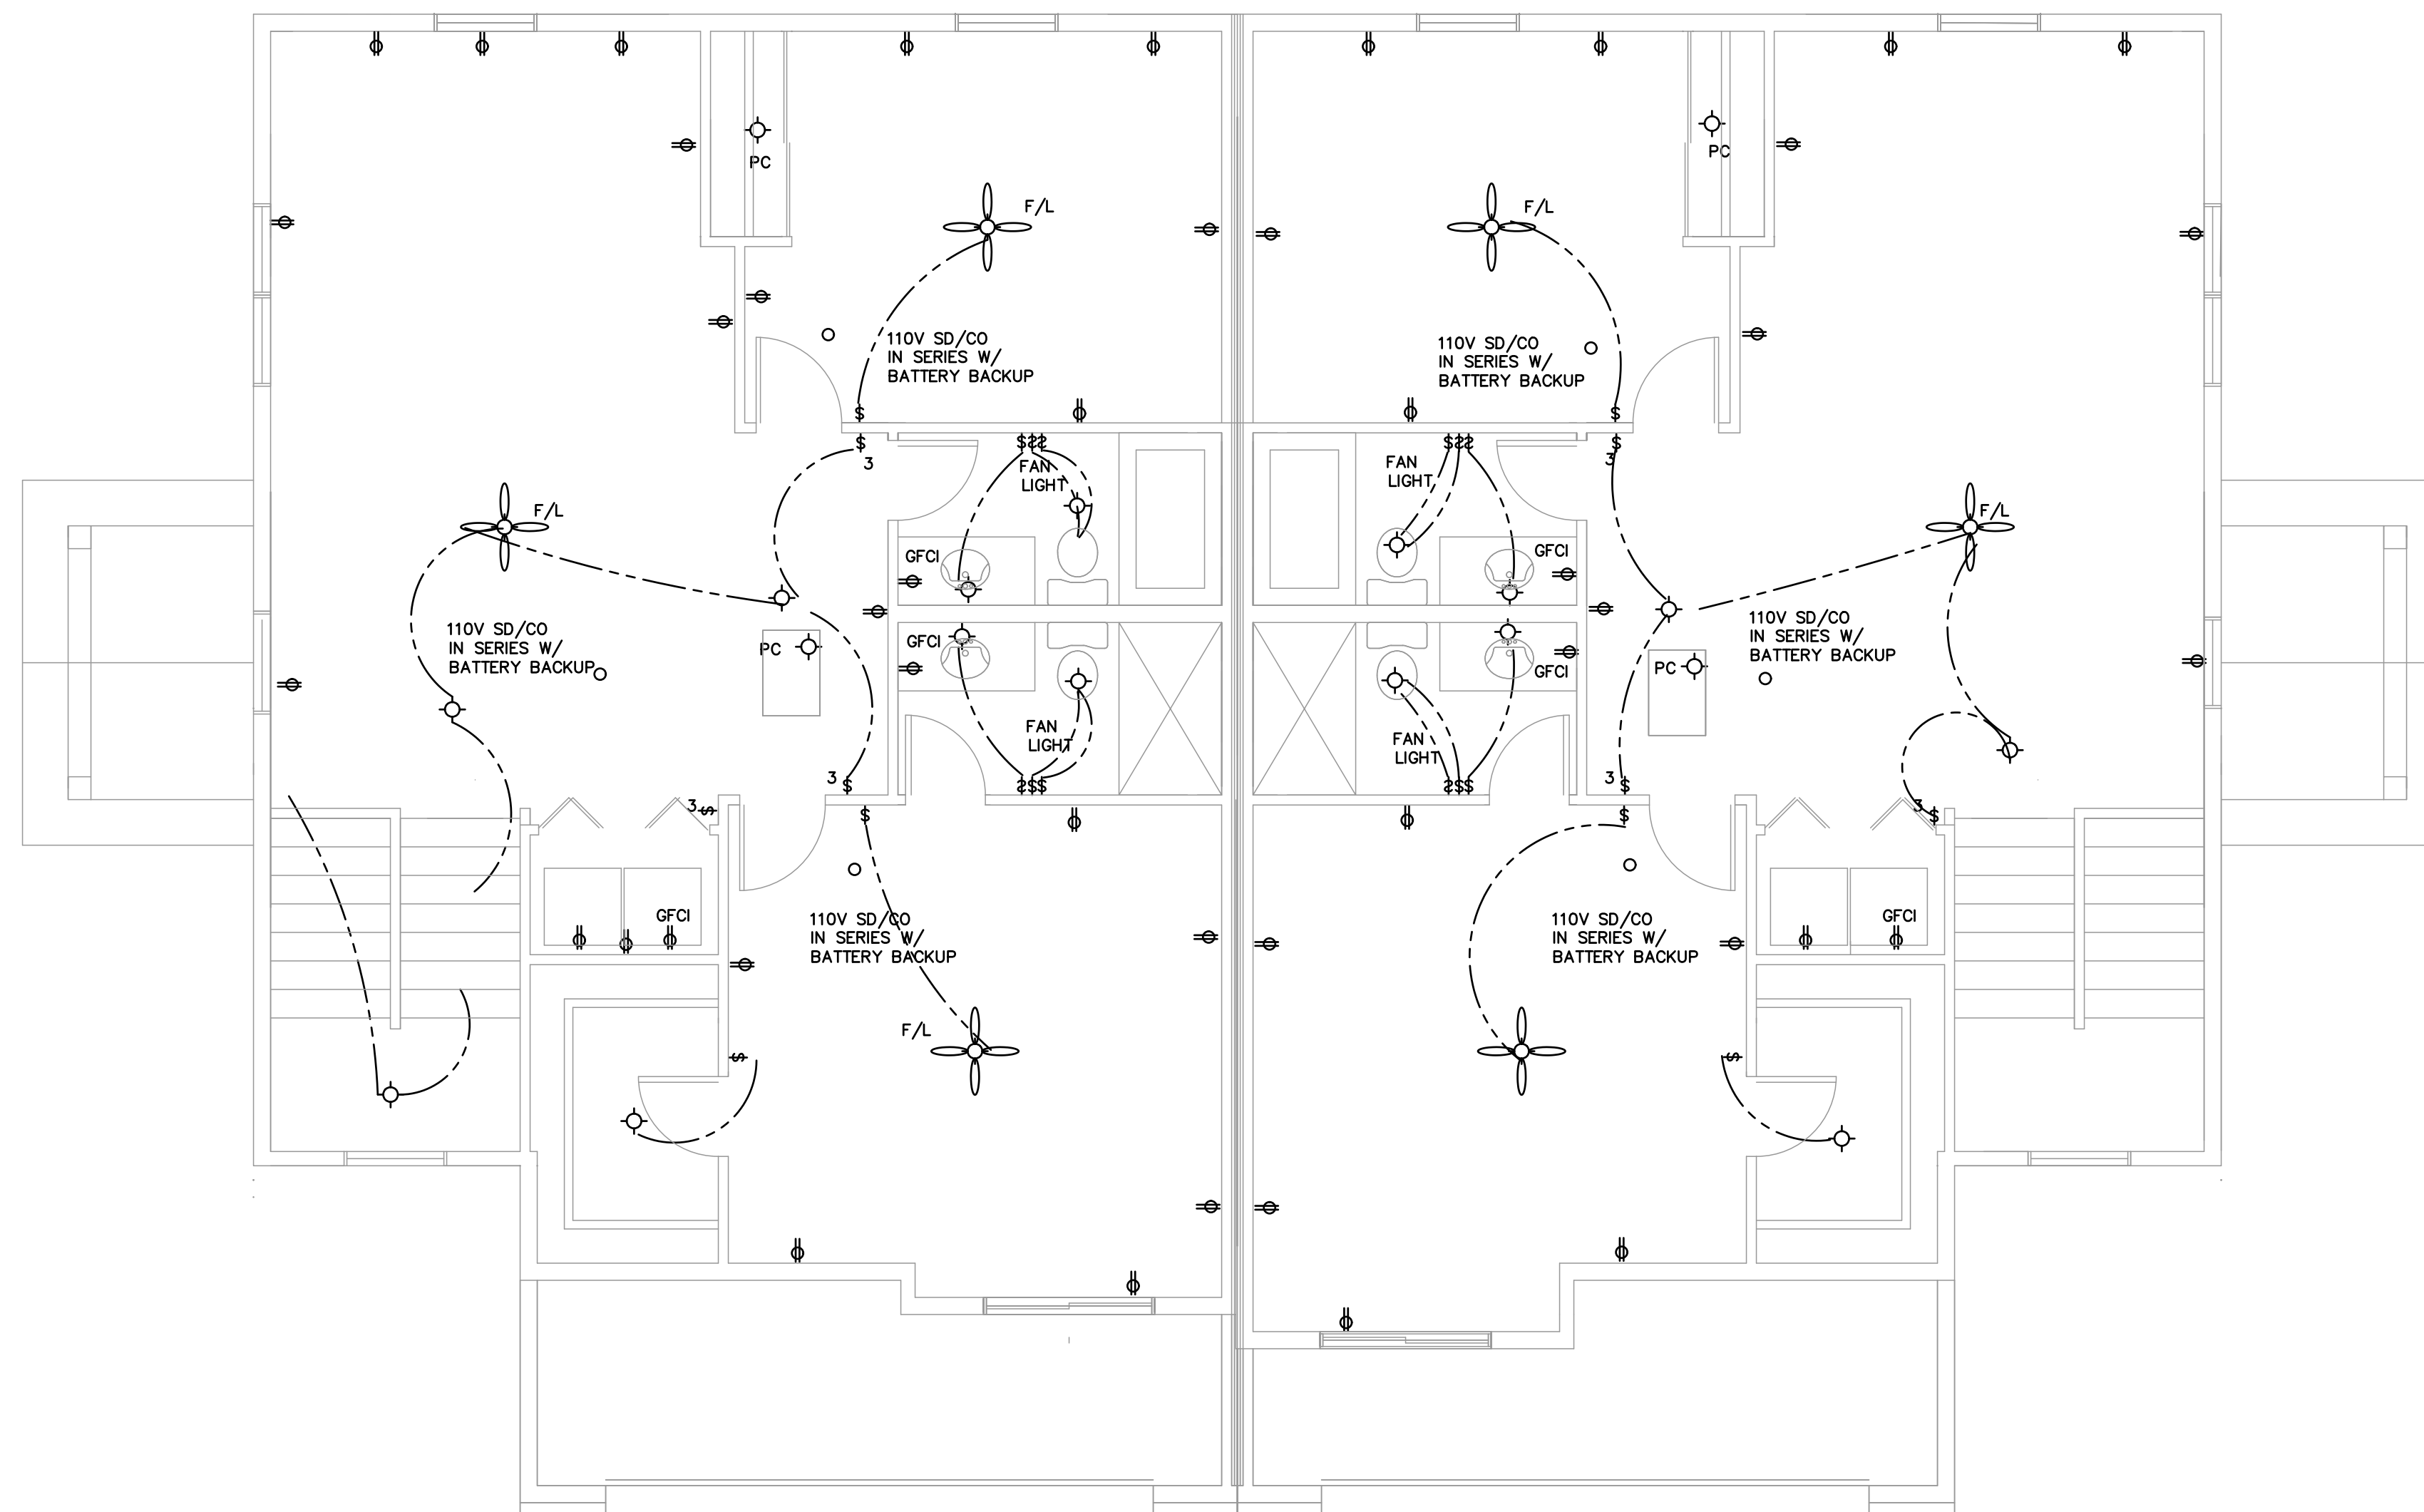 PC
PC
F/L
F/L
110V SD/CO
IN SERIES W/
BATTERY BACKUP
110V SD/CO
IN SERIES W/
BATTERY BACKUP
$
$
$
3
$$$
FAN
LIGHT
$$$
FAN
LIGHT
$
3
F/L
F/L
GFCI
GFCI
110V SD/CO
IN SERIES W/
BATTERY BACKUP
PC
GFCI
110V SD/CO
IN SERIES W/
BATTERY BACKUP
PC
GFCI
FAN
LIGHT
FAN
LIGHT
3 $
$$$
$$$
3 $
3 $
$
$
3 $
110V SD/CO
IN SERIES W/
BATTERY BACKUP
GFCI
110V SD/CO
IN SERIES W/
BATTERY BACKUP
GFCI
F/L
$
$